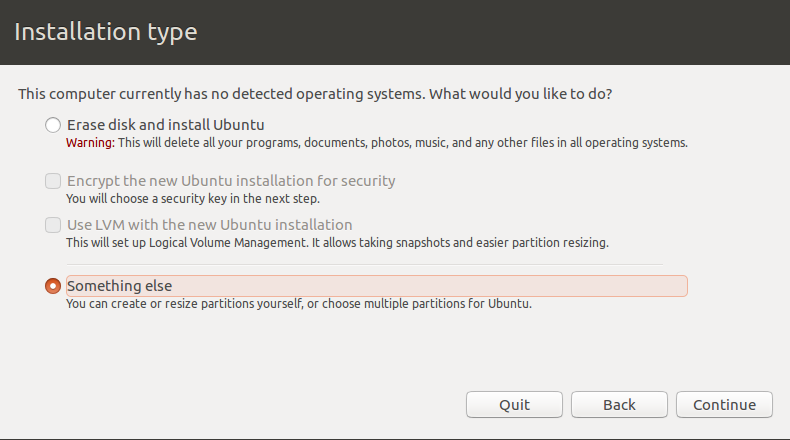 Installation type
This computer currently has no detected operating systems. What would you like to do?
Erase disk and install Ubuntu
Warning: This will delete all your programs, documents, photos, music, and any other files in all operating systems.
Encrypt the new Ubuntu installation for security
You will choose a security key in the next step.
Use LVM with the new Ubuntu installation
This will set up Logical Volume Management. It allows taking snapshots and easier partition resizing.
Something else
You can create or resize partitions yourself, or choose multiple partitions for Ubuntu.
Quit Back Continue